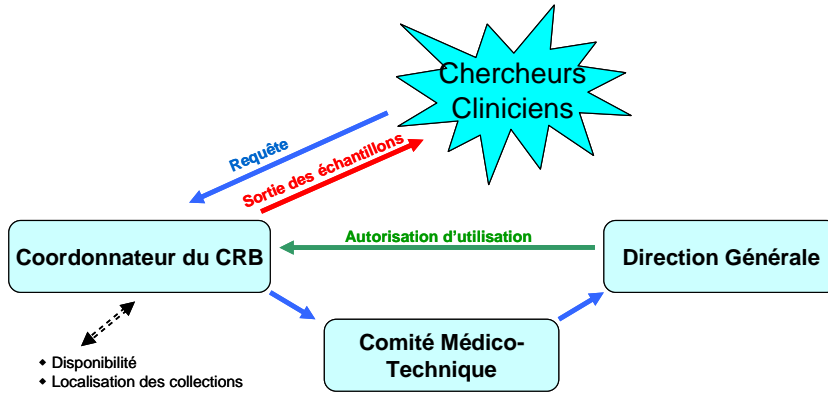 Chercheurs
Cliniciens
Requête
Sortie des échantillons
Coordonnateur du CRB
Autorisation d'utilisation
Direction Générale
Comité Médico-
Technique
◆ Disponibilité
◆ Localisation des collections